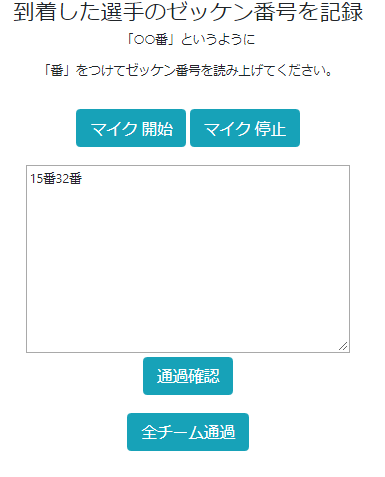 到着した選手のゼッケン番号を記録
「○○番」というように
「番」をつけてゼッケン番号を読み上げてください。
マイク 開始 マイク 停止
15番32番
通過確認
全チーム通過